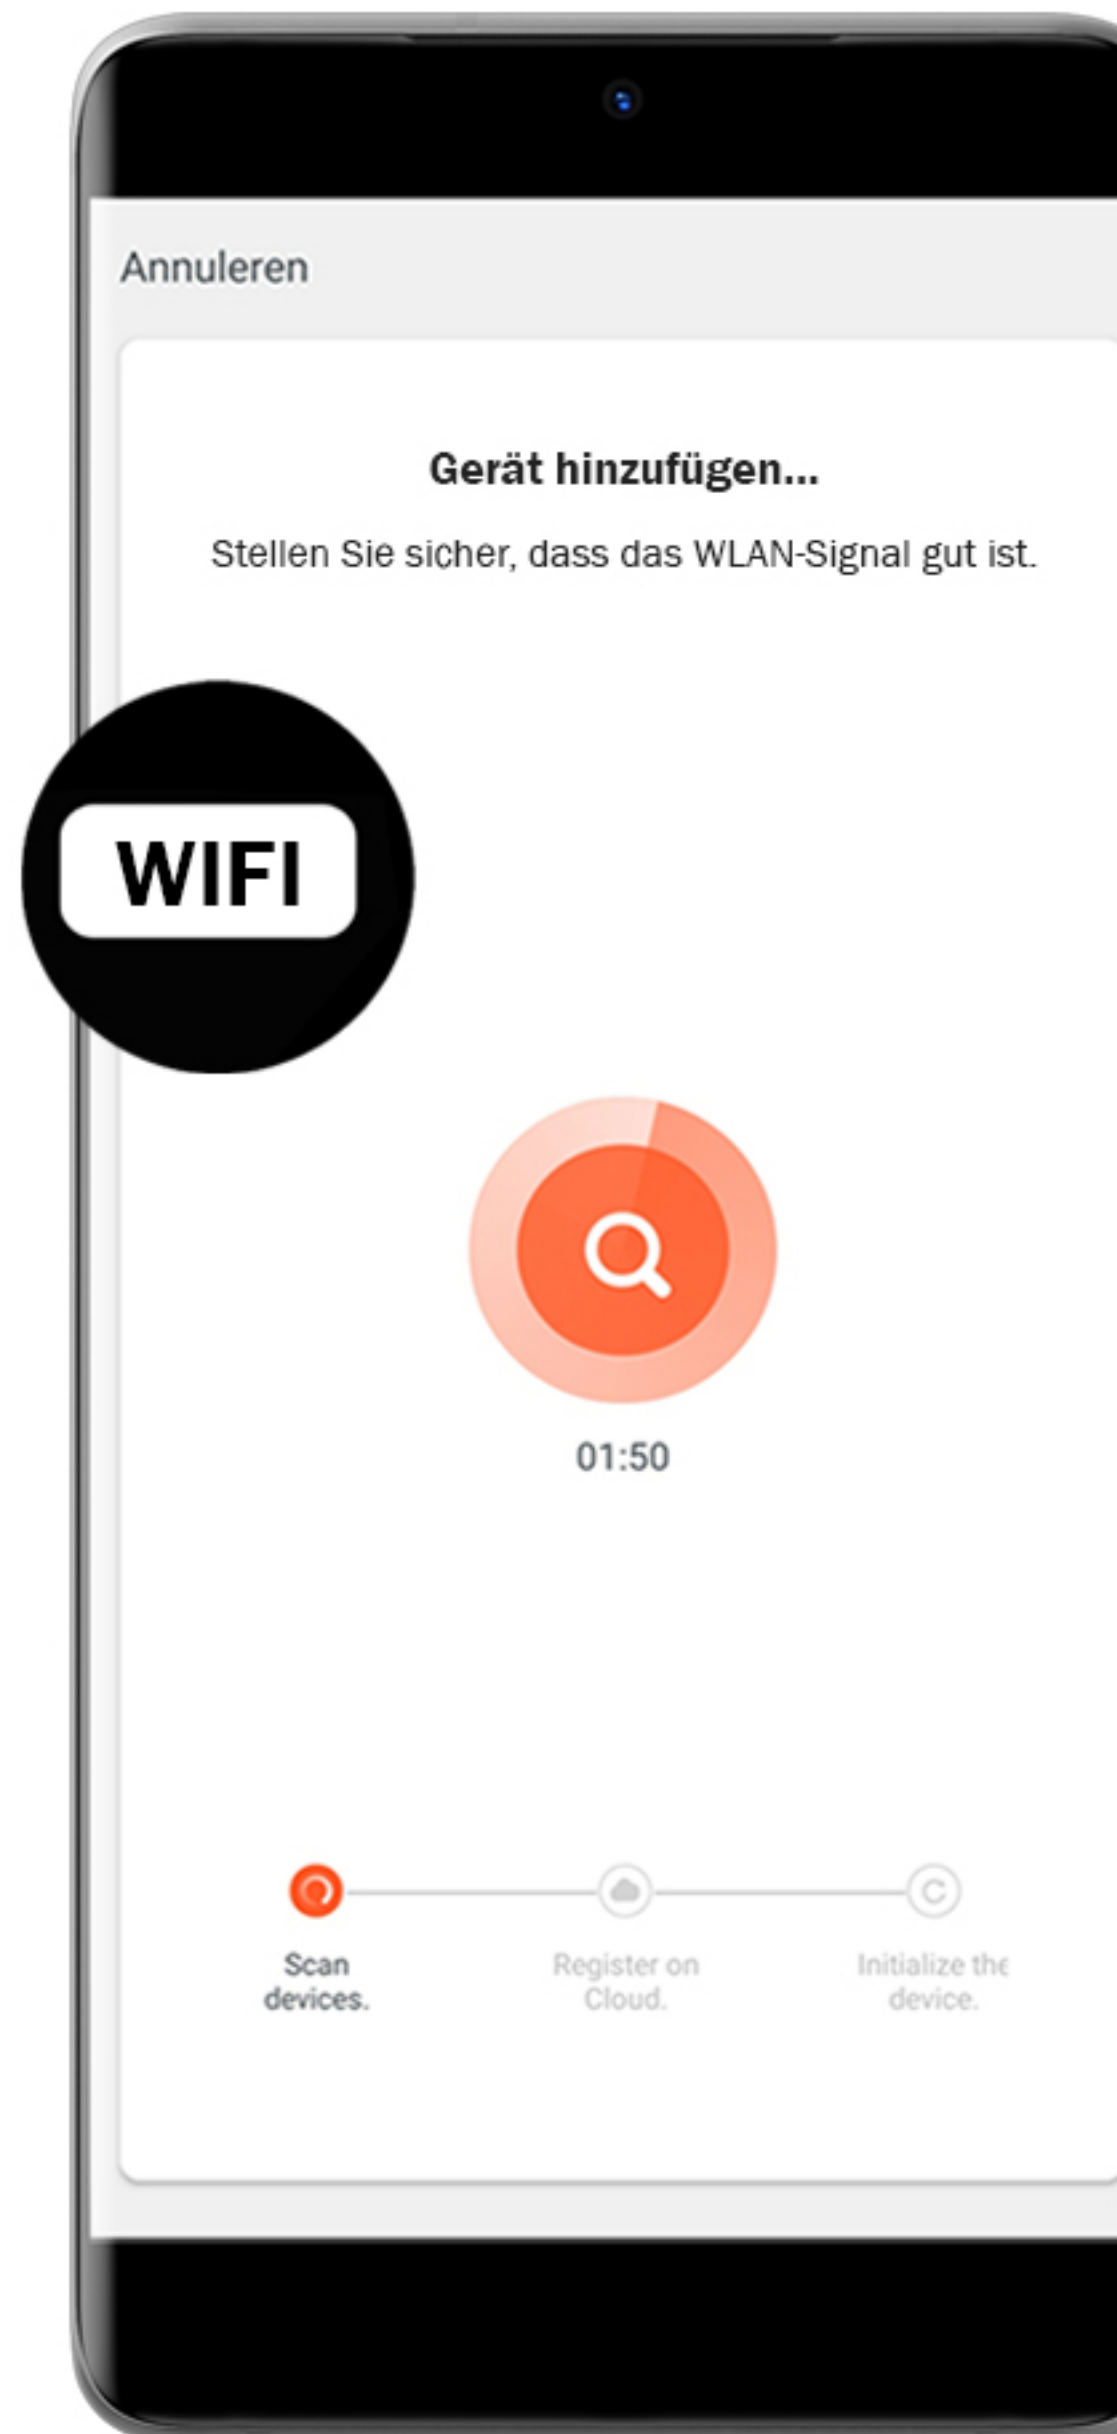 Annuleren
Gerät hinzufügen...
Stellen Sie sicher, dass das WLAN-Signal gut ist.
WIFI
01:50
Scan
devices.
Register on
Cloud.
Initialize the
device.